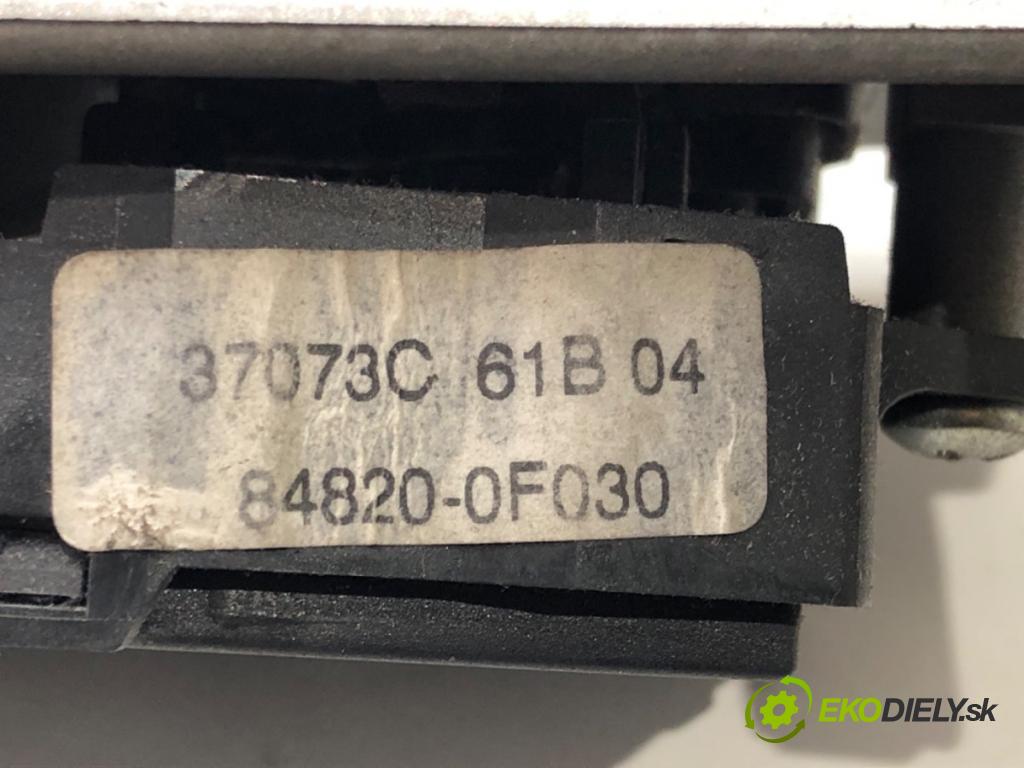 37073C 61B 04
84820-0F030
EKODIELY.sk